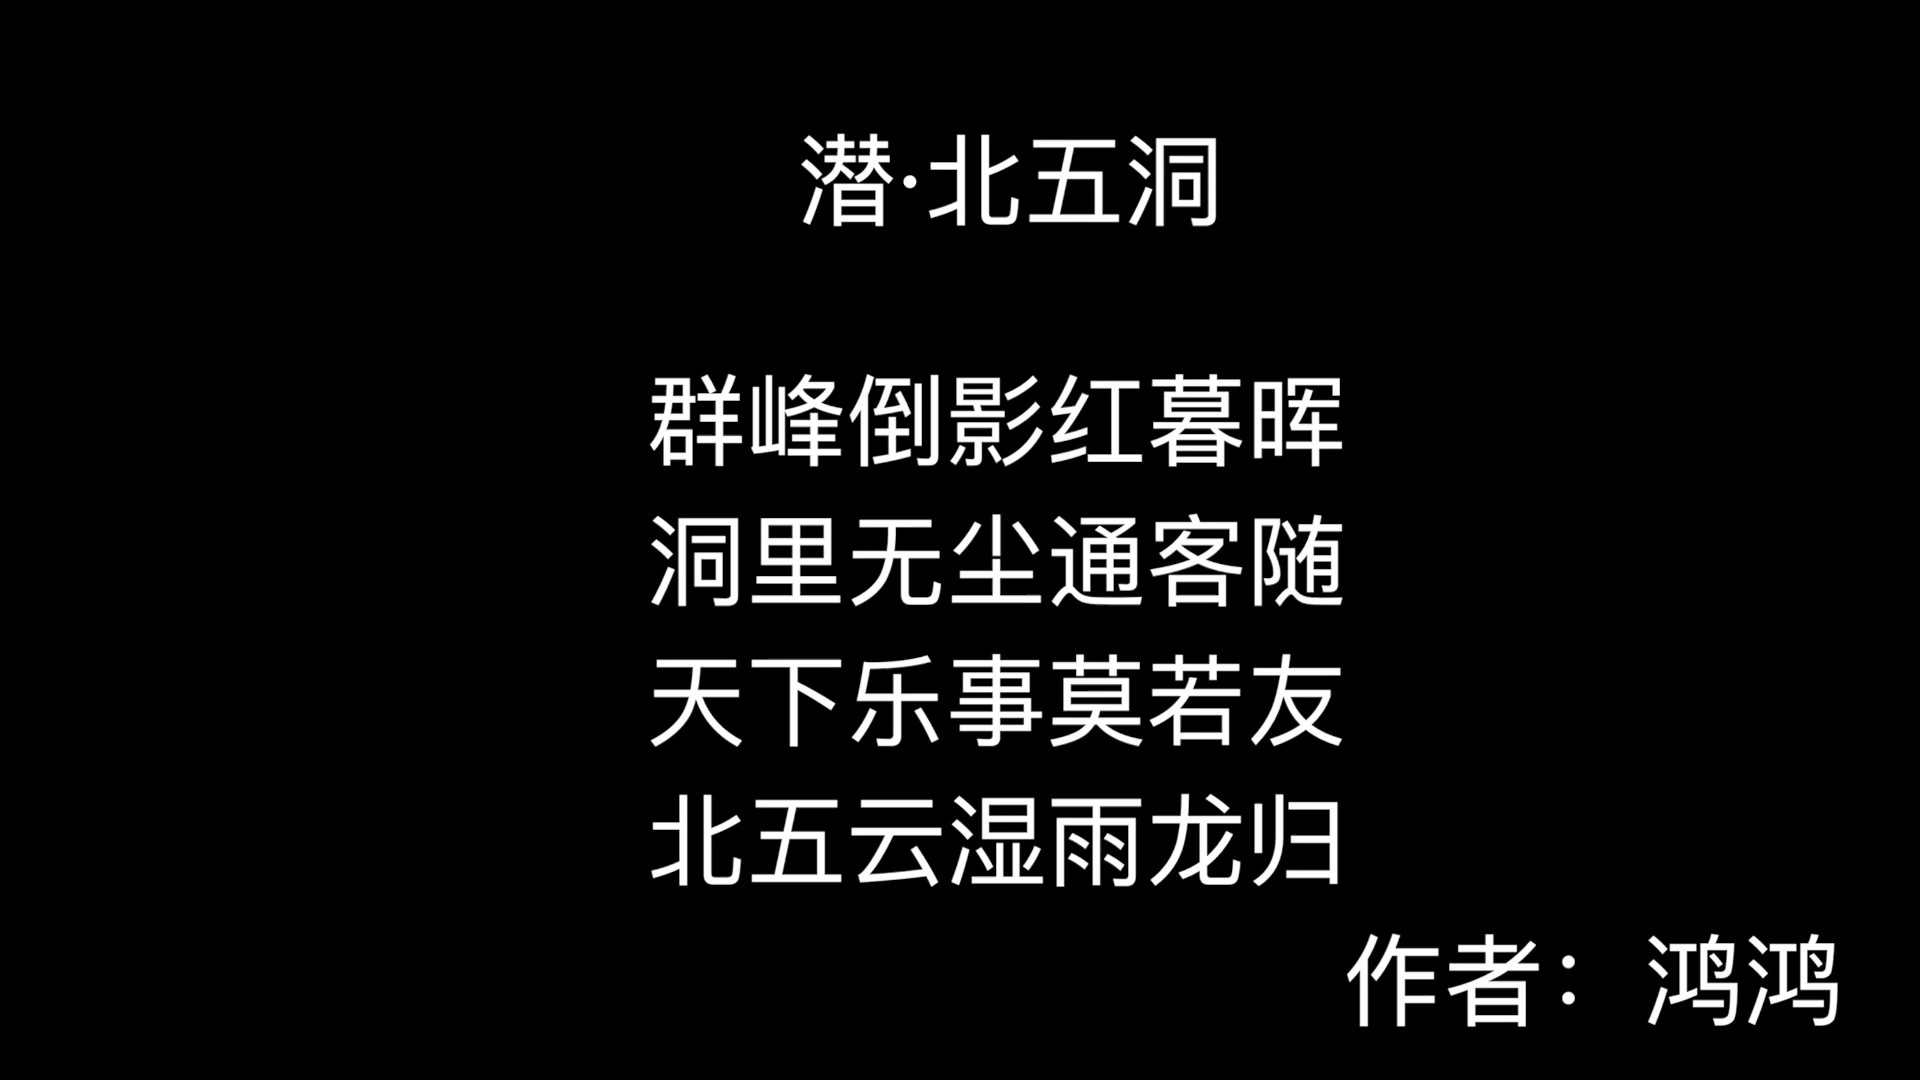 潜·北五洞
群峰倒影红暮晖
洞里无尘通客随
天下乐事莫若友
北五云湿雨龙归
作者：鸿鸿